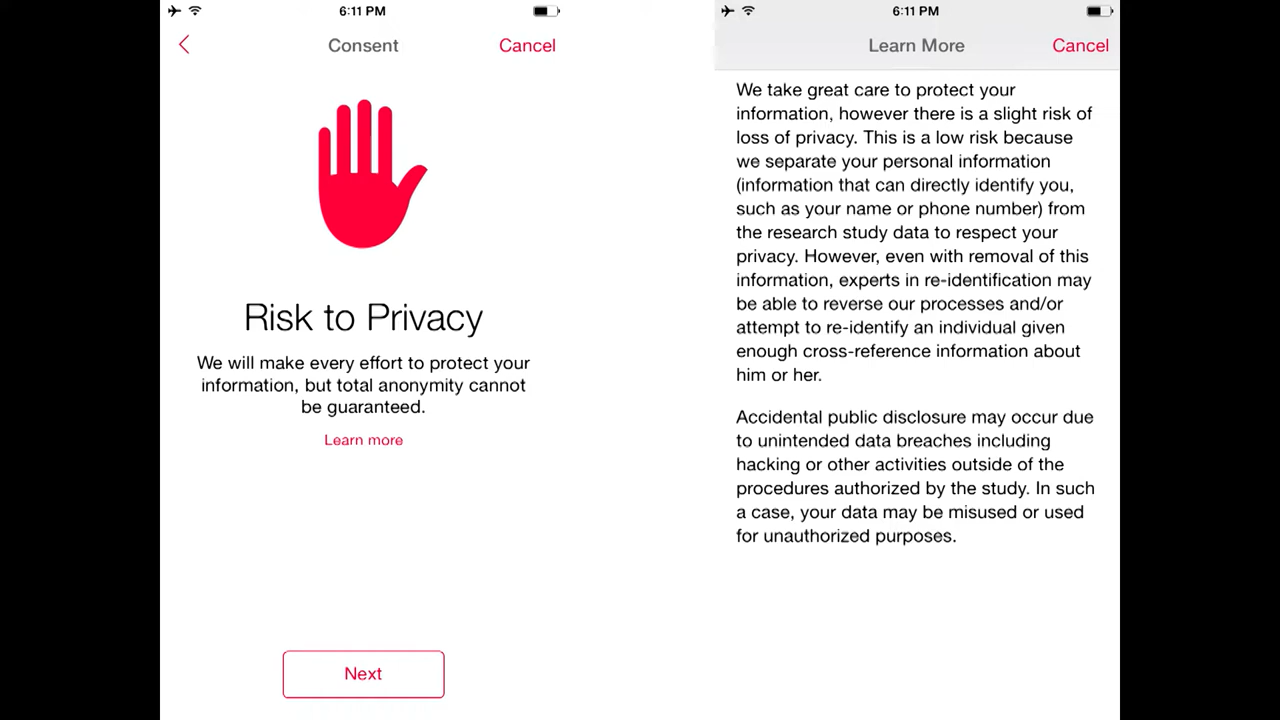 6:11 PM
Consent
Cancel
Risk to Privacy
We will make every effort to protect your
information, but total anonymity cannot
be guaranteed.
Learn more
Next
6:11 PM
Learn More
Cancel
We take great care to protect your
information, however there is a slight risk of
loss of privacy. This is a low risk because
we separate your personal information
(information that can directly identify you,
such as your name or phone number) from
the research study data to respect your
privacy. However, even with removal of this
information, experts in re-identification may
be able to reverse our processes and/or
attempt to re-identify an individual given
enough cross-reference information about
him or her.
Accidental public disclosure may occur due
to unintended data breaches including
hacking or other activities outside of the
procedures authorized by the study. In such
a case, your data may be misused or used
for unauthorized purposes.